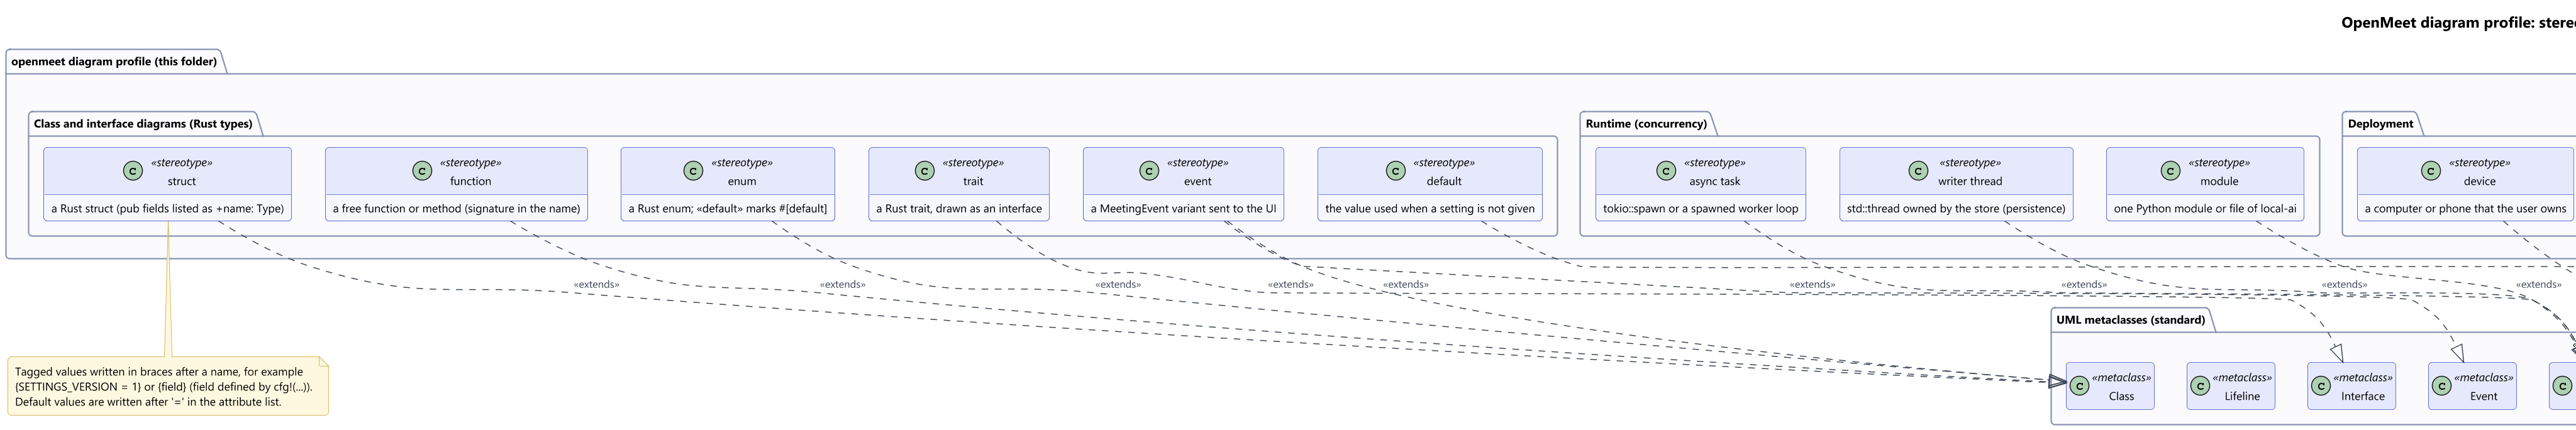 OpenMeet diagram profile: stere
openmeet diagram profile (this folder)
Class and interface diagrams (Rust types)
Runtime (concurrency)
Deployment
C «stereotype» struct
a Rust struct (pub fields listed as +name: Type)
C «stereotype» function
a free function or method (signature in the name)
C «stereotype» enum
a Rust enum; «default» marks #[default]
C «stereotype» trait
a Rust trait, drawn as an interface
C «stereotype» event
a MeetingEvent variant sent to the UI
C «stereotype» default
the value used when a setting is not given
C «stereotype» async task
tokio::spawn or a spawned worker loop
C «stereotype» writer thread
std::thread owned by the store (persistence)
C «stereotype» module
one Python module or file of local-ai
C «stereotype» device
a computer or phone that the user owns
«extends»
«extends»
«extends»
«extends»
«extends»
«extends»
«extends»
«extends»
«extends»
UML metaclasses (standard)
C «metaclass» Class
C «metaclass» Lifeline
C «metaclass» Interface
C «metaclass» Event
C
Tagged values written in braces after a name, for example
{SETTINGS_VERSION = 1} or {field} (field defined by cfg!(...)).
Default values are written after '=' in the attribute list.